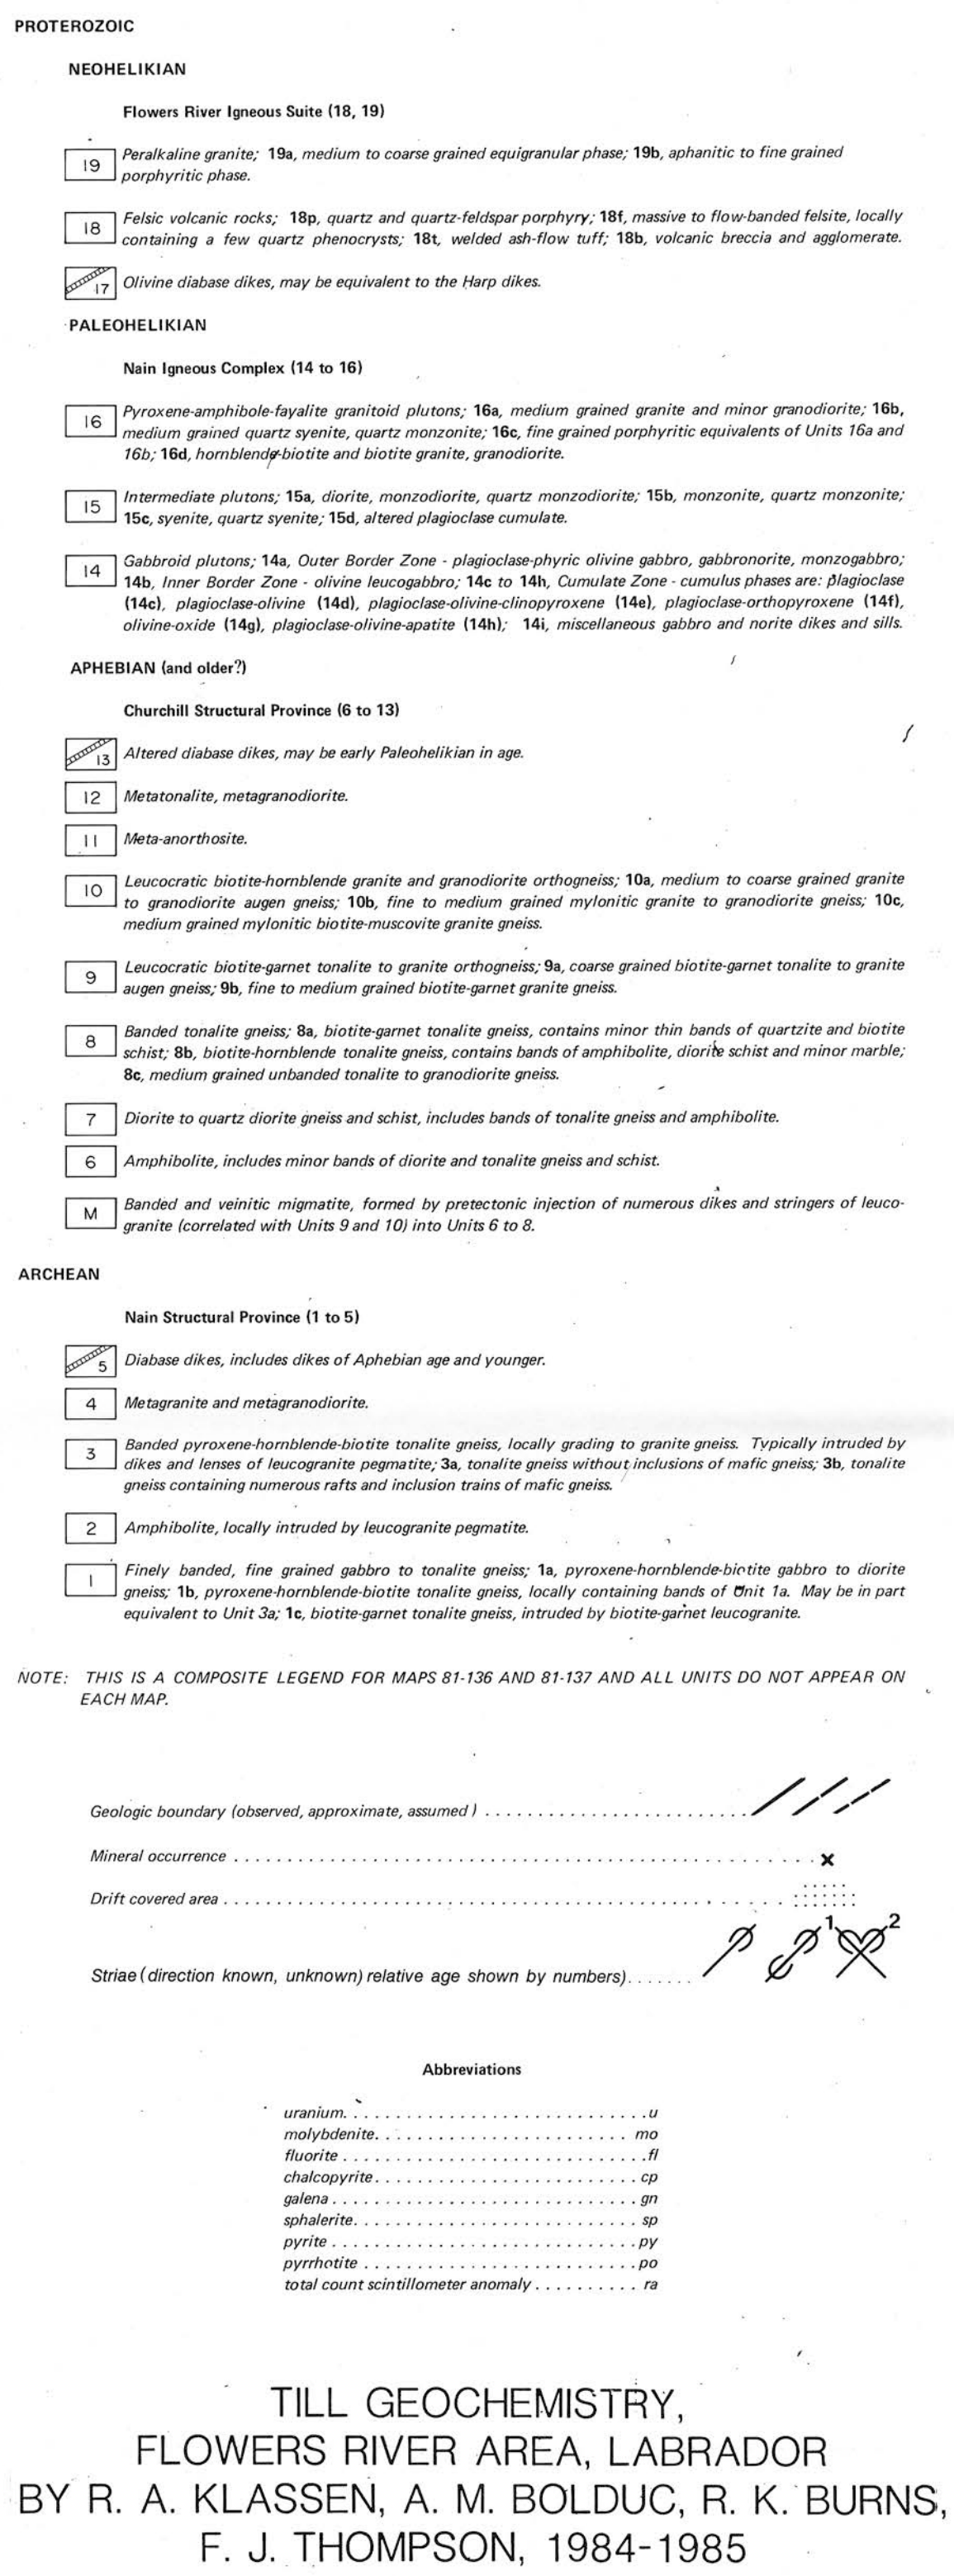 PROTEROZOIC
NEOHELIKIAN
Flowers River Igneous Suite (18, 19)
19 Peralkaline granite; 19a, medium to coarse grained equigranular phase; 19b, aphanitic to fine grained
porphyritic phase.
18 Felsic volcanic rocks; 18p, quartz and quartz-feldspar porphyry; 18f, massive to flow-banded felsite, locally
containing a few quartz phenocrysts; 18t, welded ash-flow tuff; 18b, volcanic breccia and agglomerate.
17 Olivine diabase dikes, may be equivalent to the Harp dikes.
PALEOHELIKIAN
Nain Igneous Complex (14 to 16)
16 Pyroxene-amphibole-fayalite granitoid plutons; 16a, medium grained granite and minor granodiorite; 16b,
medium grained quartz syenite, quartz monzonite; 16c, fine grained porphyritic equivalents of Units 16a and
16b; 16d, hornblende-biotite and biotite granite, granodiorite.
15 Intermediate plutons; 15a, diorite, monzodiorite, quartz monzodiorite; 15b, monzonite, quartz monzonite;
15c, syenite, quartz syenite; 15d, altered plagioclase cumulate.
14 Gabbroid plutons; 14a, Outer Border Zone - plagioclase-phyric olivine gabbro, gabbronorite, monzogabbro;
14b, Inner Border Zone - olivine leucogabbro; 14c to 14h, Cumulate Zone - cumulus phases are: plagioclase
(14c), plagioclase-olivine (14d), plagioclase-olivine-clinopyroxene (14e), plagioclase-orthopyroxene (14f),
olivine-oxide (14g), plagioclase-olivine-apatite (14h); 14i, miscellaneous gabbro and norite dikes and sills.
APHEBIAN (and older?)
Churchill Structural Province (6 to 13)
13 Altered diabase dikes, may be early Paleohelikian in age.
12 Metatonalite, metagranodiorite.
11 Meta-anorthosite.
10 Leucocratic biotite-hornblende granite and granodiorite orthogneiss; 10a, medium to coarse grained granite
to granodiorite augen gneiss; 10b, fine to medium grained mylonitic granite to granodiorite gneiss; 10c,
medium grained mylonitic biotite-muscovite granite gneiss.
9 Leucocratic biotite-garnet tonalite to granite orthogneiss; 9a, coarse grained biotite-garnet tonalite to granite
augen gneiss; 9b, fine to medium grained biotite-garnet granite gneiss.
8 Banded tonalite gneiss; 8a, biotite-garnet tonalite gneiss, contains minor thin bands of quartzite and biotite
schist; 8b, biotite-hornblende tonalite gneiss, contains bands of amphibolite, diorite schist and minor marble;
8c, medium grained unbanded tonalite to granodiorite gneiss.
7 Diorite to quartz diorite gneiss and schist, includes bands of tonalite gneiss and amphibolite.
6 Amphibolite, includes minor bands of diorite and tonalite gneiss and schist.
M Banded and veinitic migmatite, formed by pretectonic injection of numerous dikes and stringers of leuco-
granite (correlated with Units 9 and 10) into Units 6 to 8.
ARCHEAN
Nain Structural Province (1 to 5)
5 Diabase dikes, includes dikes of Aphebian age and younger.
4 Metagranite and metagranodiorite.
3 Banded pyroxene-hornblende-biotite tonalite gneiss, locally grading to granite gneiss. Typically intruded by
dikes and lenses of leucogranite pegmatite; 3a, tonalite gneiss without inclusions of mafic gneiss; 3b, tonalite
gneiss containing numerous rafts and inclusion trains of mafic gneiss.
2 Amphibolite, locally intruded by leucogranite pegmatite.
1 Finely banded, fine grained gabbro to tonalite gneiss; 1a, pyroxene-hornblende-biotite gabbro to diorite
gneiss; 1b, pyroxene-hornblende-biotite tonalite gneiss, locally containing bands of Unit 1a. May be in part
equivalent to Unit 3a; 1c, biotite-garnet tonalite gneiss, intruded by biotite-garnet leucogranite.
NOTE: THIS IS A COMPOSITE LEGEND FOR MAPS 81-136 AND 81-137 AND ALL UNITS DO NOT APPEAR ON
EACH MAP.
Geologic boundary (observed, approximate, assumed) . . . . . . . . . .
Mineral occurrence . . . . . . . . . . x
Drift covered area . . . . . . . . . .
Striae (direction known, unknown) relative age shown by numbers) . . . . . . . 1 2
Abbreviations
uranium . . . . . . . . . . u
molybdenite . . . . . . . . . . mo
fluorite . . . . . . . . . . fl
chalcopyrite . . . . . . . . . . cp
galena . . . . . . . . . . gn
sphalerite . . . . . . . . . . sp
pyrite . . . . . . . . . . py
pyrrhotite . . . . . . . . . . po
total count scintillometer anomaly . . . . . . . . . . ra
TILL GEOCHEMISTRY,
FLOWERS RIVER AREA, LABRADOR
BY R. A. KLASSEN, A. M. BOLDUC, R. K. BURNS,
F. J. THOMPSON, 1984-1985